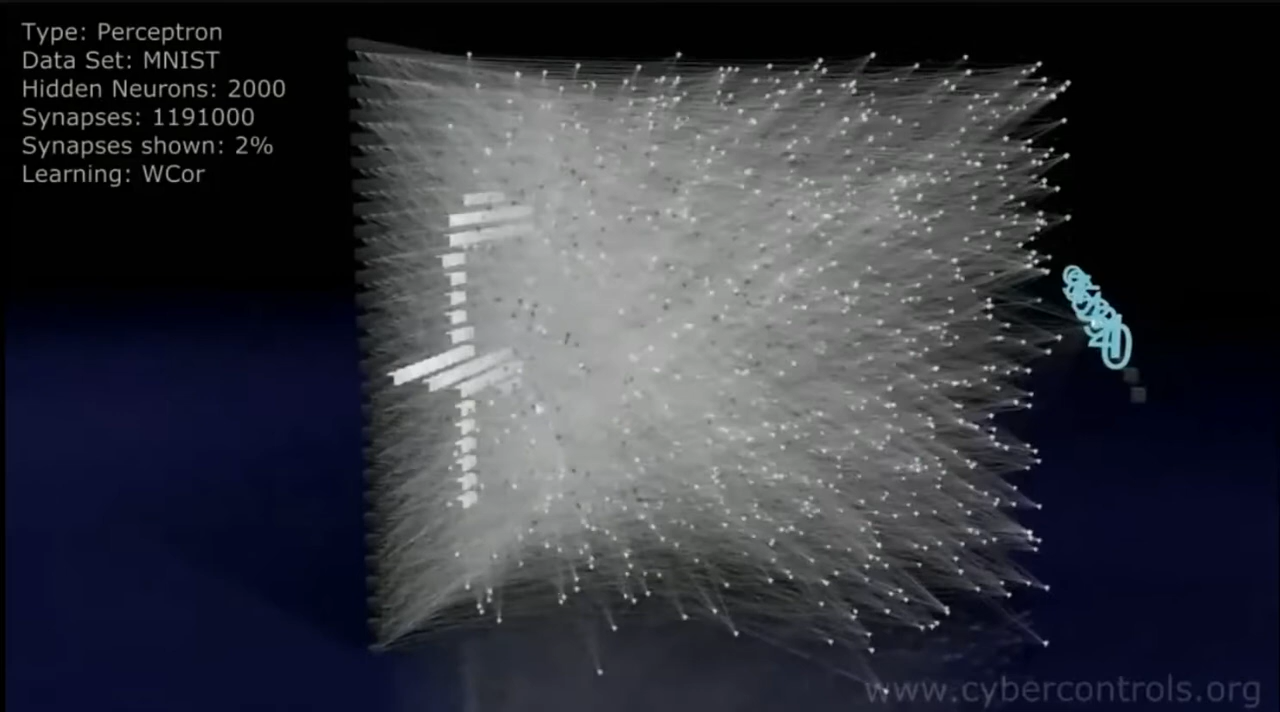 Type: Perceptron
Data Set: MNIST
Hidden Neurons: 2000
Synapses: 1191000
Synapses shown: 2%
Learning: WCor
www.cybercontrols.org